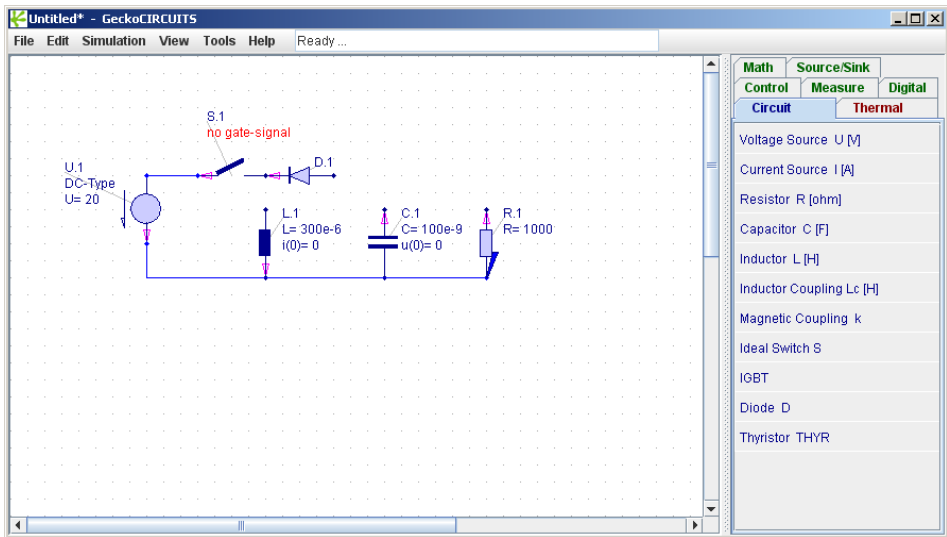 Untitled* - GeckoCIRCUITS
File Edit Simulation View Tools Help Ready ...
Math Source/Sink
Control Measure Digital
Circuit Thermal
S.1
no gate-signal
U.1
DC-Type
U= 20
D.1
L.1
L= 300e-6
i(0)= 0
C.1
C= 100e-9
u(0)= 0
R.1
R= 1000
Voltage Source U [V]
Current Source I [A]
Resistor R [ohm]
Capacitor C [F]
Inductor L [H]
Inductor Coupling Lc [H]
Magnetic Coupling k
Ideal Switch S
IGBT
Diode D
Thyristor THYR